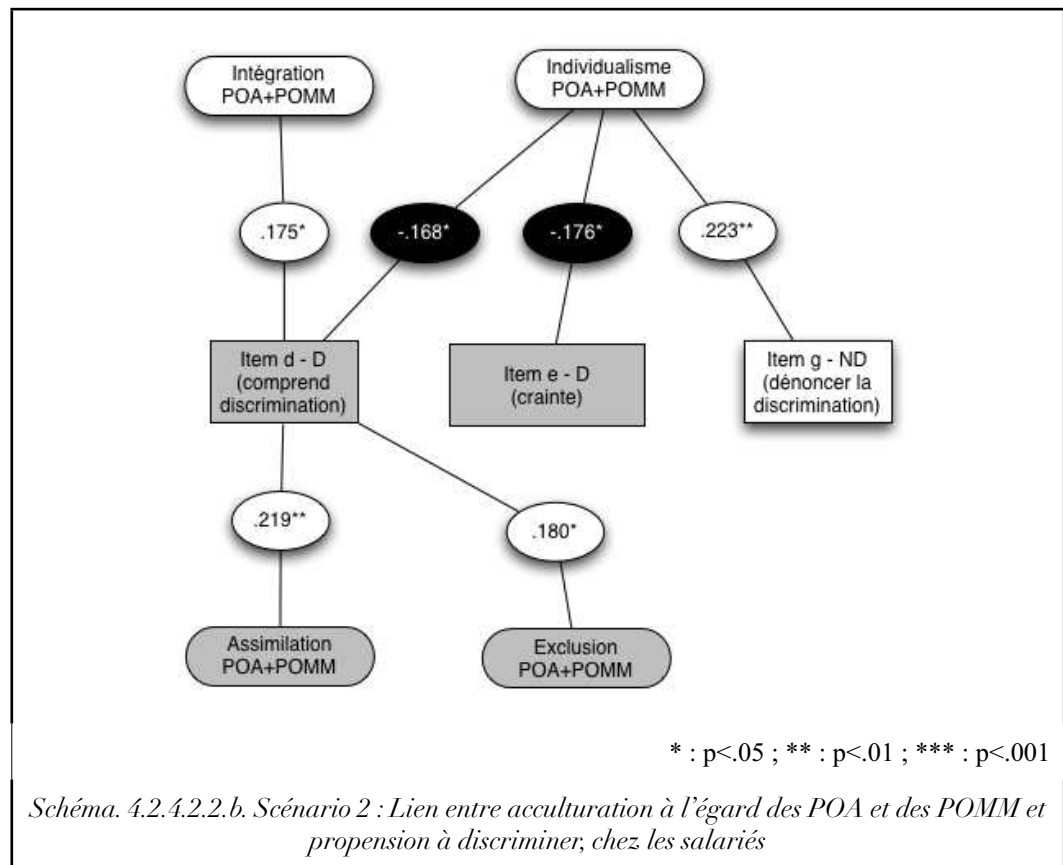 Intégration
POA+POMM
Individualisme
POA+POMM
.175*
-.168*
-.176*
.223**
Item d - D
(comprend
discrimination)
Item e - D
(crainte)
Item g - ND
(dénoncer la
discrimination)
.219**
.180*
Assimilation
POA+POMM
Exclusion
POA+POMM
* : p<.05 ; ** : p<.01 ; *** : p<.001
Schéma. 4.2.4.2.2.b. Scénario 2 : Lien entre acculturation à l'égard des POA et des POMM et
propension à discriminer, chez les salariés